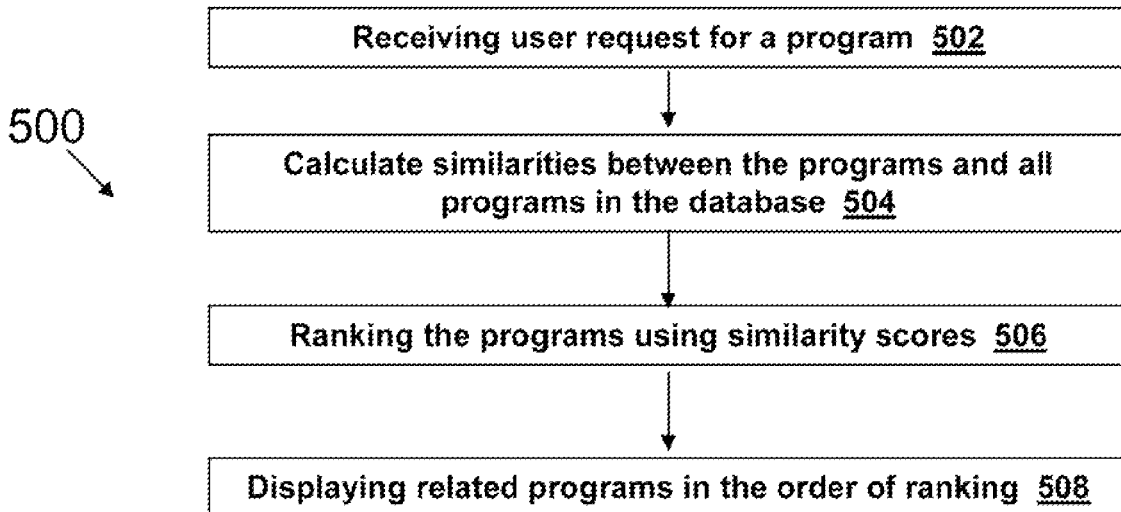 Receiving user request for a program 502
500
Calculate similarities between the programs and all
programs in the database 504
Ranking the programs using similarity scores 506
Displaying related programs in the order of ranking 508